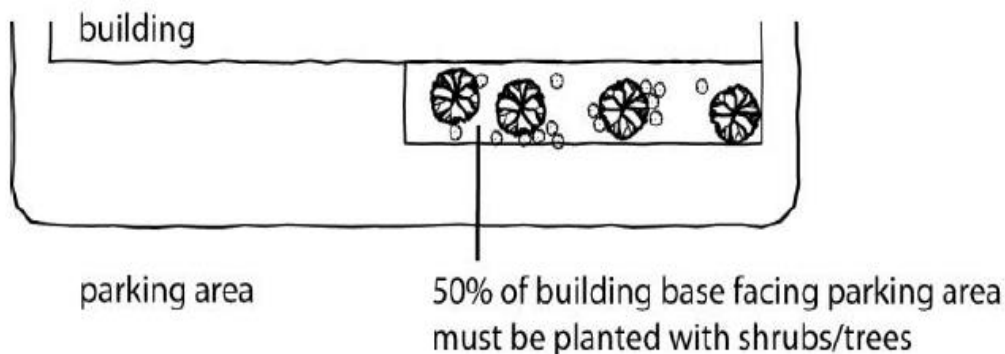 building
parking area
50% of building base facing parking area
must be planted with shrubs/trees